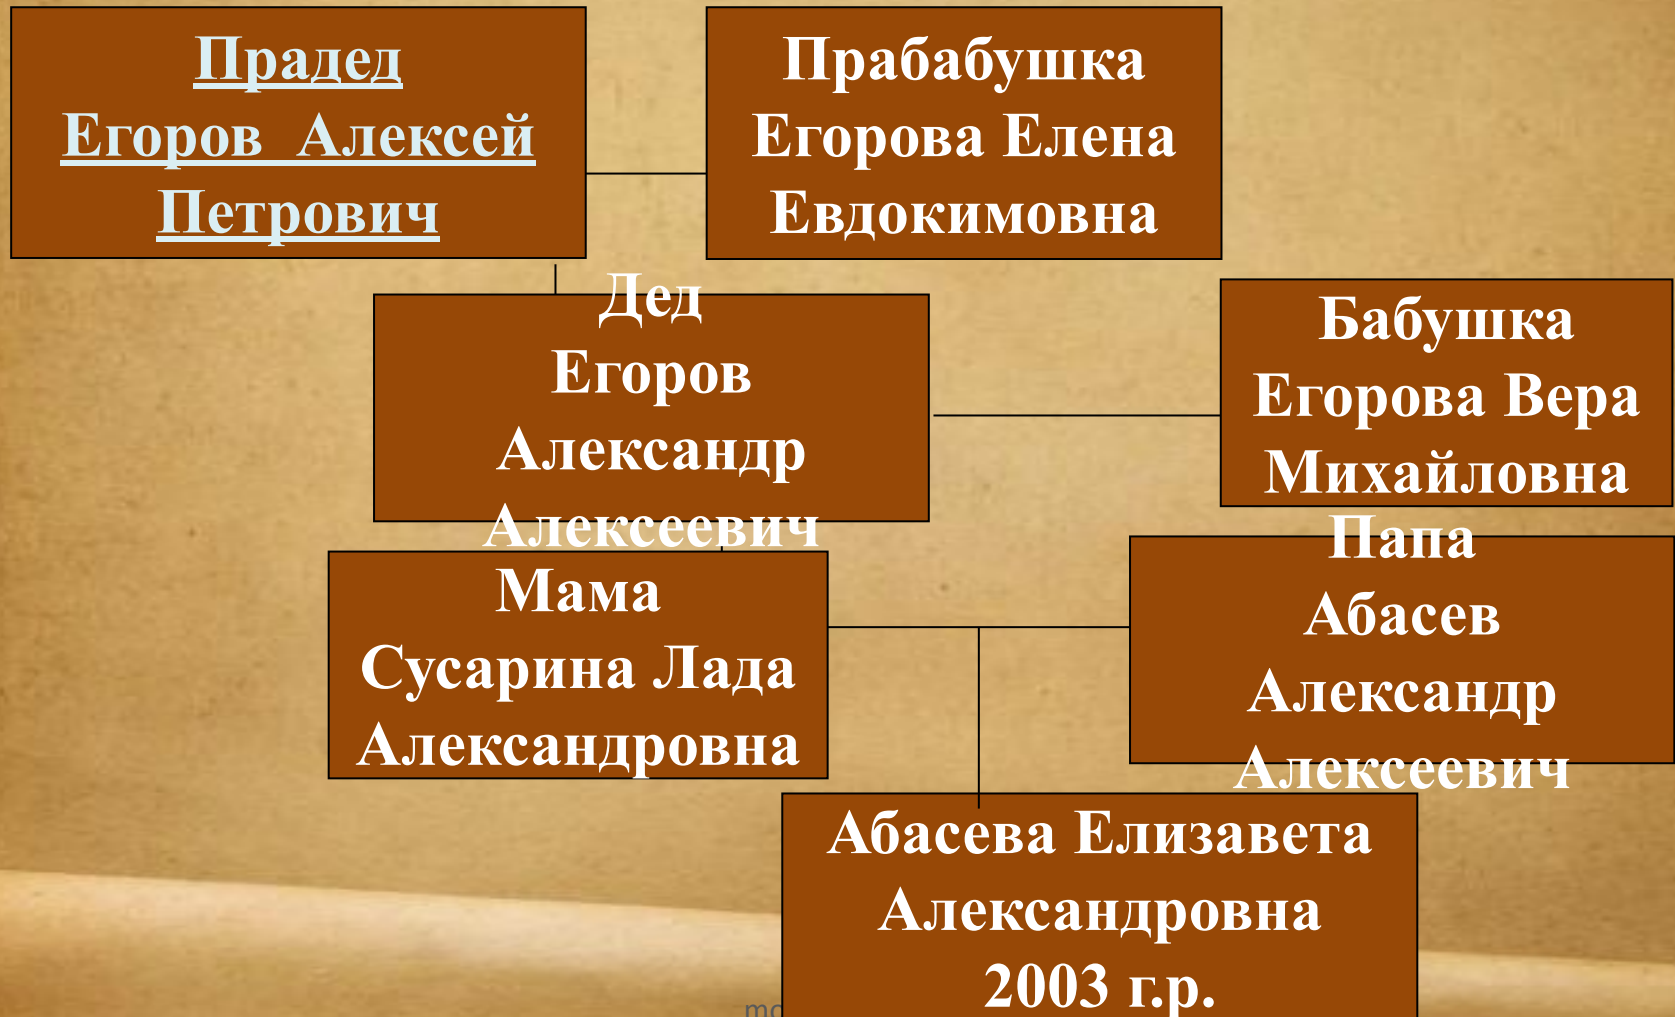 Прадед
Егоров Алексей
Петрович
Прабабушка
Егорова Елена
Евдокимовна
Дед
Егоров
Александр
Алексеевич
Бабушка
Егорова Вера
Михайловна
Мама
Сусарина Лада
Александровна
Папа
Абасев
Александр
Алексеевич
Абасева Елизавета
Александровна
2003 г.р.